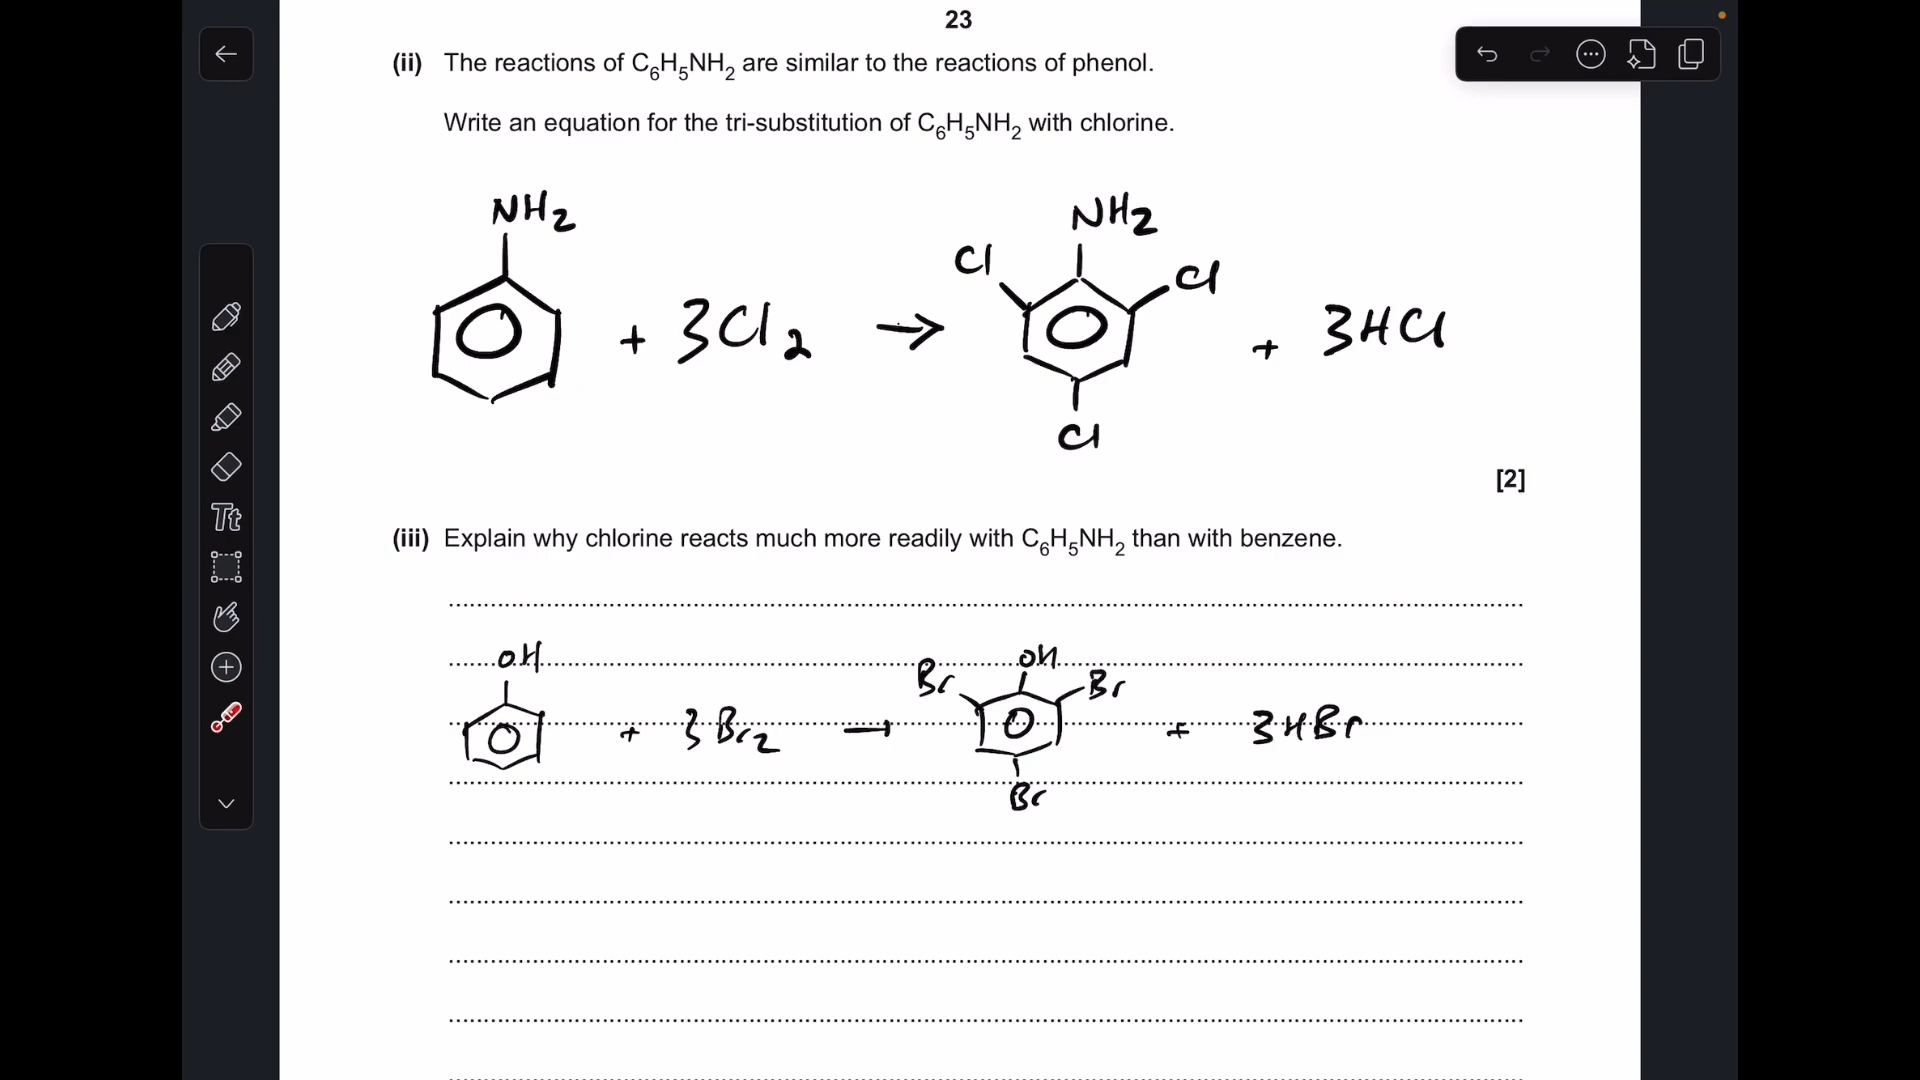 23
(ii) The reactions of C₆H₅NH₂ are similar to the reactions of phenol.
Write an equation for the tri-substitution of C₆H₅NH₂ with chlorine.
NH₂
NH₂
Cl
Cl
+ 3Cl₂ → + 3HCl
Cl
[2]
(iii) Explain why chlorine reacts much more readily with C₆H₅NH₂ than with benzene.
OH
OH
Br
Br
+ 3Br₂ → + 3HBr
Br
Tt